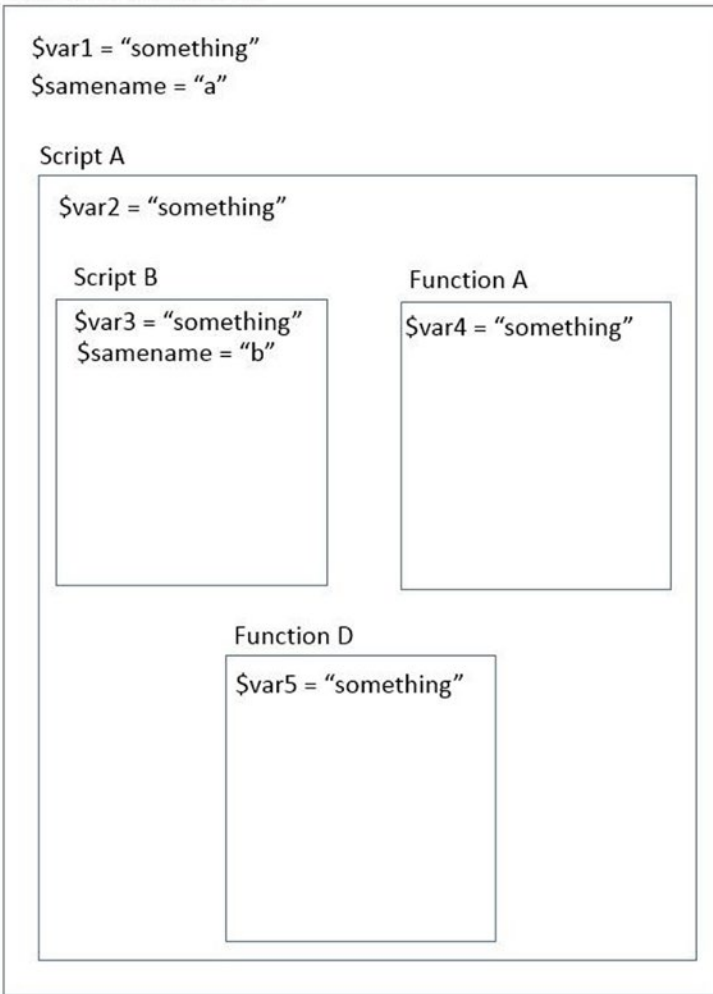 $var1 = “something”
$samename = “a”
Script A
$var2 = “something”
Script B
$var3 = “something”
$samename = “b”
Function A
$var4 = “something”
Function D
$var5 = “something”